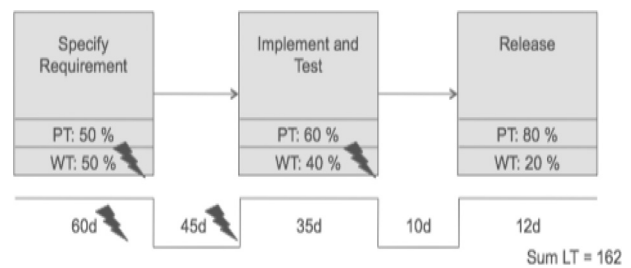 Specify
Requirement
PT: 50 %
WT: 50 %
Implement and
Test
PT: 60 %
WT: 40 %
Release
PT: 80 %
WT: 20 %
60d
45d
35d
10d
12d
Sum LT = 162